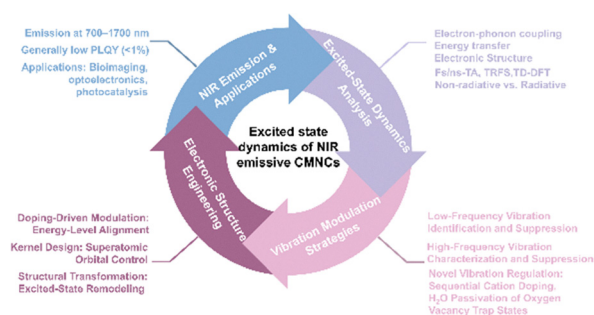 Emission at 700–1700 nm
Generally low PLQY (<1%)
Applications: Bioimaging,
optoelectronics,
photocatalysis
NIR Emission &
Applications
Excited-State Dynamics
Analysis
Electron-phonon coupling
Energy transfer
Electronic Structure
Fs/ns-TA, TRFS,TD-DFT
Non-radiative vs. Radiative
Excited state
dynamics of NIR
emissive CMNCs
Electronic Structure
Engineering
Vibration Modulation
Strategies
Doping-Driven Modulation:
Energy-Level Alignment
Kernel Design: Superatomic
Orbital Control
Structural Transformation:
Excited-State Remodeling
Low-Frequency Vibration
Identification and Suppression
High-Frequency Vibration
Characterization and Suppression
Novel Vibration Regulation:
Sequential Cation Doping,
H₂O Passivation of Oxygen
Vacancy Trap States